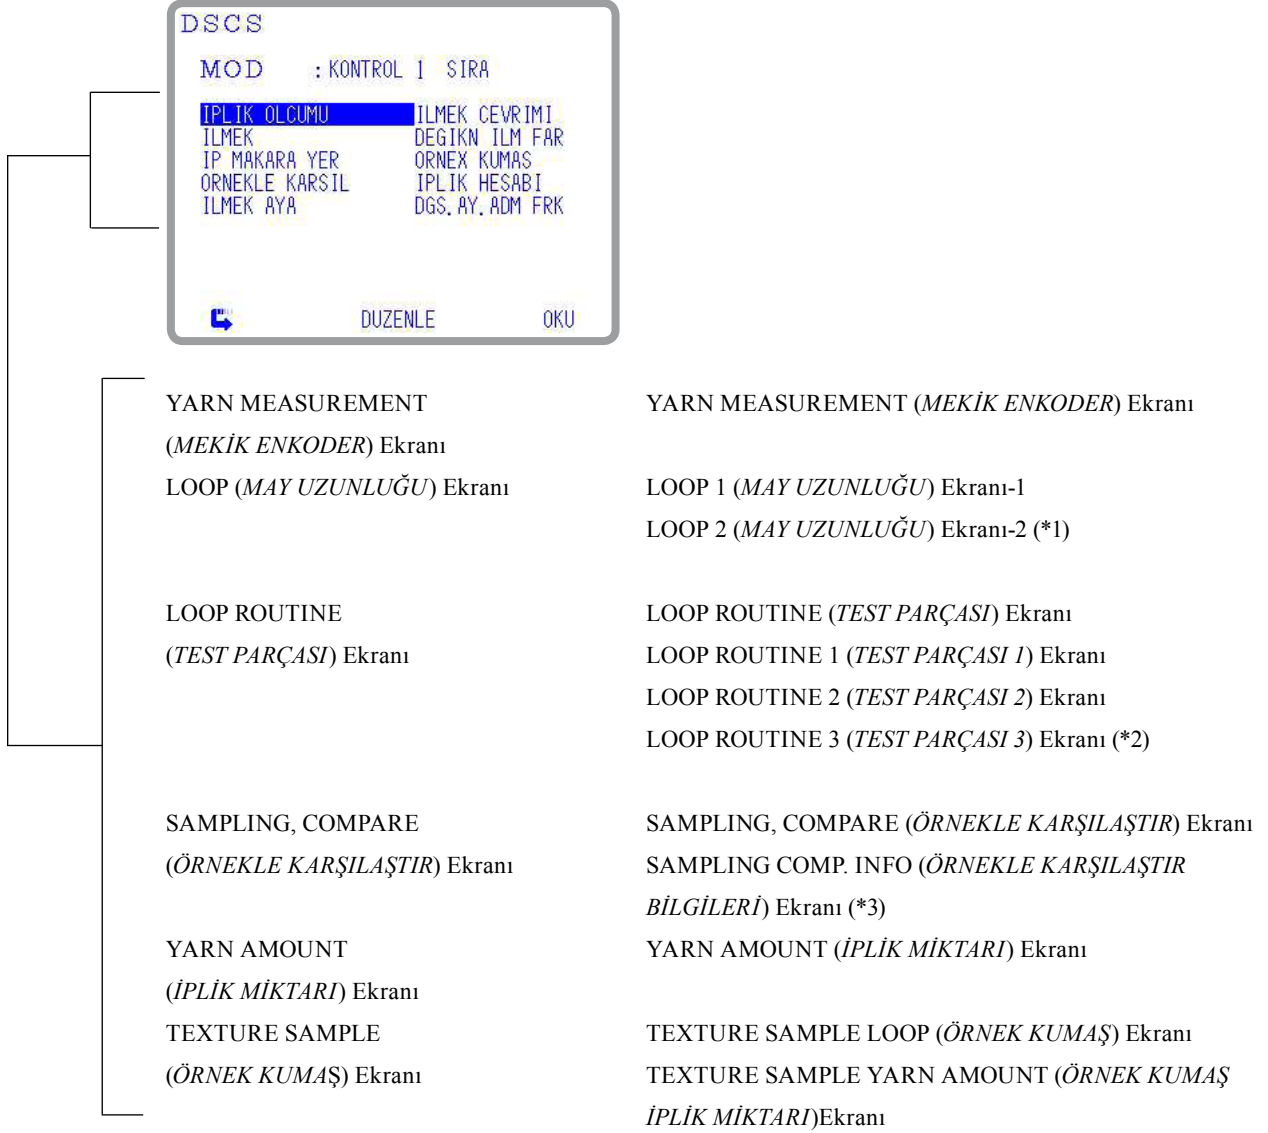 DSCS
MOD : KONTROL 1 SIRA
IPLIK OLCUMU ILMEK CEVRIMI
ILMEK DEGIKN ILM FAR
IP MAKARA YER ORNEX KUMAS
ORNEKLE KARSIL IPLIK HESABI
ILMEK AYA DGS.AY.ADM FRK
DUZENLE OKU
YARN MEASUREMENT YARN MEASUREMENT (MEKİK ENKODER) Ekranı
(MEKİK ENKODER) Ekranı
LOOP (MAY UZUNLUĞU) Ekranı LOOP 1 (MAY UZUNLUĞU) Ekranı-1
LOOP 2 (MAY UZUNLUĞU) Ekranı-2 (*1)
LOOP ROUTINE LOOP ROUTINE (TEST PARÇASI) Ekranı
(TEST PARÇASI) Ekranı LOOP ROUTINE 1 (TEST PARÇASI 1) Ekranı
LOOP ROUTINE 2 (TEST PARÇASI 2) Ekranı
LOOP ROUTINE 3 (TEST PARÇASI 3) Ekranı (*2)
SAMPLING, COMPARE SAMPLING, COMPARE (ÖRNEKLE KARŞILAŞTIR) Ekranı
(ÖRNEKLE KARŞILAŞTIR) Ekranı SAMPLING COMP. INFO (ÖRNEKLE KARŞILAŞTIR
BİLGİLERİ) Ekranı (*3)
YARN AMOUNT YARN AMOUNT (İPLİK MİKTARI) Ekranı
(İPLİK MİKTARI) Ekranı
TEXTURE SAMPLE TEXTURE SAMPLE LOOP (ÖRNEK KUMAŞ) Ekranı
(ÖRNEK KUMAŞ) Ekranı TEXTURE SAMPLE YARN AMOUNT (ÖRNEK KUMAŞ
İPLİK MİKTARI)Ekranı